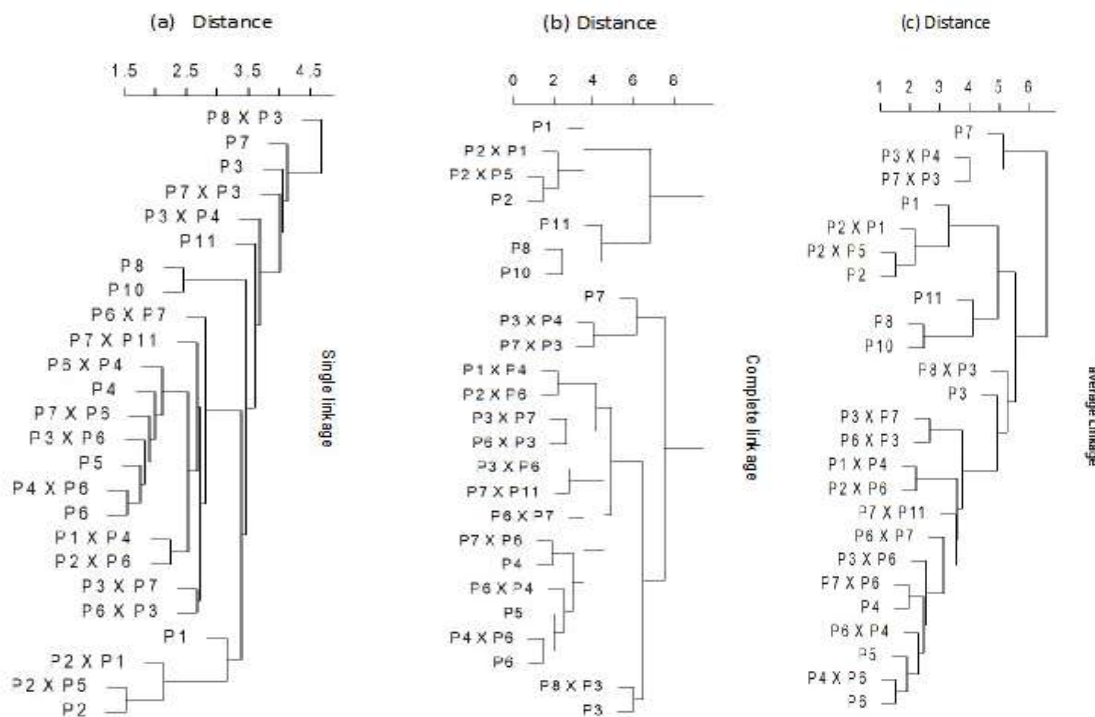 (a) Distance
1.5 2.5 3.5 4.5
P8 X P3
P7
P3
P7 X P3
P3 X P4
P11
P8
P10
P6 X P7
P7 X P11
P6 X P4
P4
P7 X P6
P3 X P6
P5
P4 X P6
P6
P1 X P4
P2 X P6
P3 X P7
P6 X P3
P1
P2 X P1
P2 X P5
P2
Single linkage
(b) Distance
0 2 4 6 8
P1
P2 X P1
P2 X P5
P2
P11
P8
P10
P7
P3 X P4
P7 X P3
P1 X P4
P2 X P6
P3 X P7
P6 X P3
P3 X P6
P7 X P11
P6 X P7
P7 X P6
P4
P6 X P4
P5
P4 X P6
P6
P8 X P3
P3
Complete linkage
(c) Distance
1 2 3 4 5 6
P7
P3 X P4
P7 X P3
P1
P2 X P1
P2 X P5
P2
P11
P8
P10
P8 X P3
P3
P3 X P7
P6 X P3
P1 X P4
P2 X P6
P7 X P11
P6 X P7
P3 X P6
P7 X P6
P4
P6 X P4
P5
P4 X P6
P6
average Linkage